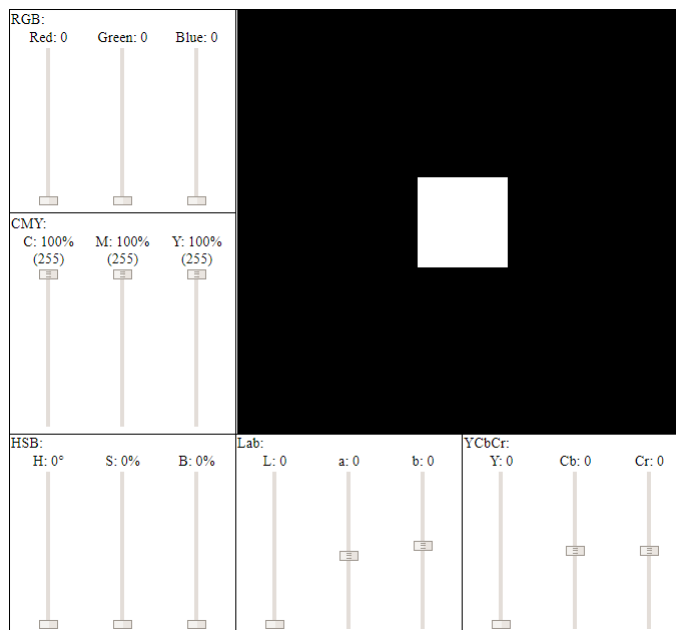 RGB:
Red: 0 Green: 0 Blue: 0
CMY:
C: 100% M: 100% Y: 100%
(255) (255) (255)
HSB:
H: 0° S: 0% B: 0%
Lab:
L: 0 a: 0 b: 0
YCbCr:
Y: 0 Cb: 0 Cr: 0